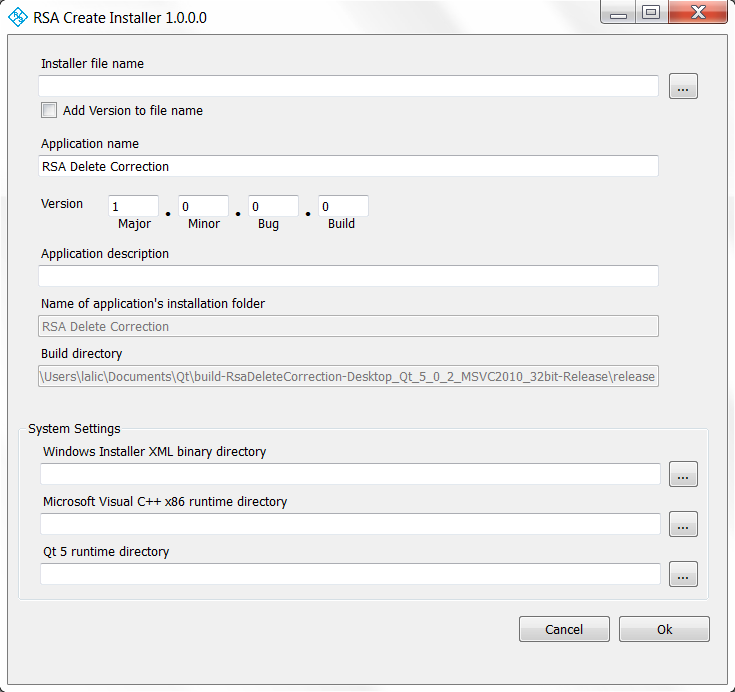 RSA Create Installer 1.0.0.0
Installer file name
...
Add Version to file name
Application name
RSA Delete Correction
Version 1 . 0 . 0 . 0
Major Minor Bug Build
Application description
Name of application's installation folder
RSA Delete Correction
Build directory
\Users\lalic\Documents\Qt\build-RsaDeleteCorrection-Desktop_Qt_5_0_2_MSVC2010_32bit-Release\release
System Settings
Windows Installer XML binary directory
...
Microsoft Visual C++ x86 runtime directory
...
Qt 5 runtime directory
...
Cancel Ok